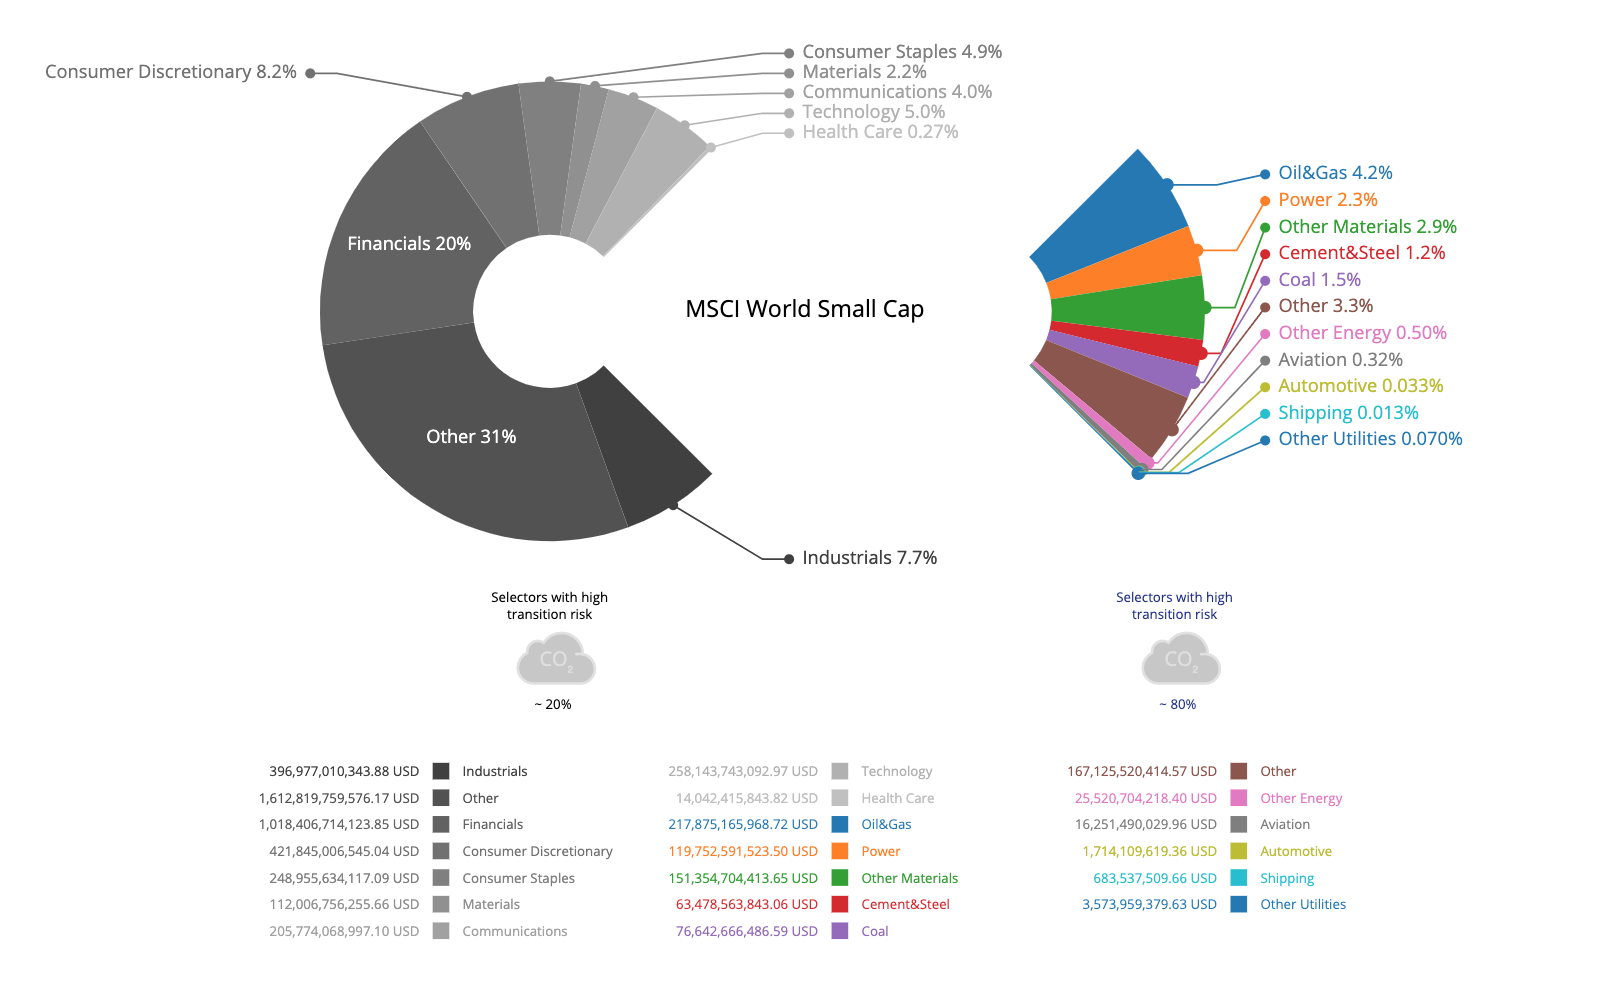 Consumer Discretionary 8.2%
Consumer Staples 4.9%
Materials 2.2%
Communications 4.0%
Technology 5.0%
Health Care 0.27%
Financials 20%
Other 31%
Industrials 7.7%
MSCI World Small Cap
Oil&Gas 4.2%
Power 2.3%
Other Materials 2.9%
Cement&Steel 1.2%
Coal 1.5%
Other 3.3%
Other Energy 0.50%
Aviation 0.32%
Automotive 0.033%
Shipping 0.013%
Other Utilities 0.070%
Selectors with high
transition risk
CO2
~ 20%
Selectors with high
transition risk
CO2
~ 80%
396,977,010,343.88 USD Industrials
1,612,819,759,576.17 USD Other
1,018,406,714,123.85 USD Financials
421,845,006,545.04 USD Consumer Discretionary
248,955,634,117.09 USD Consumer Staples
112,006,756,255.66 USD Materials
205,774,068,997.10 USD Communications
258,143,743,092.97 USD Technology
14,042,415,843.82 USD Health Care
217,875,165,968.72 USD Oil&Gas
119,752,591,523.50 USD Power
151,354,704,413.65 USD Other Materials
63,478,563,843.06 USD Cement&Steel
76,642,666,486.59 USD Coal
167,125,520,414.57 USD Other
25,520,704,218.40 USD Other Energy
16,251,490,029.96 USD Aviation
1,714,109,619.36 USD Automotive
683,537,509.66 USD Shipping
3,573,959,379.63 USD Other Utilities